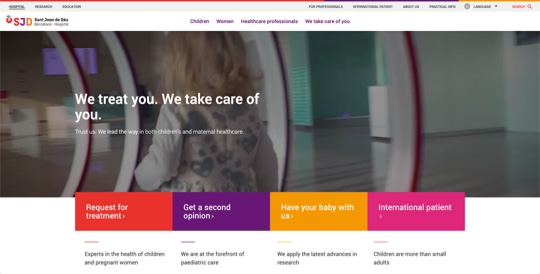 HOSPITAL RESEARCH EDUCATION FOR PROFESSIONALS INTERNATIONAL PATIENT ABOUT US PRACTICAL INFO LANGUAGE SEARCH
SJD Sant Joan de Déu
Barcelona · Hospital
Children Women Healthcare professionals We take care of you
We treat you. We take care of
you.
Trust us: We lead the way in both children's and maternal healthcare.
Request for
treatment ›
Get a second
opinion ›
Have your baby with
us ›
International patient
›
Experts in the health of children
and pregnant women
We are at the forefront of
paediatric care
We apply the latest advances in
research
Children are more than small
adults